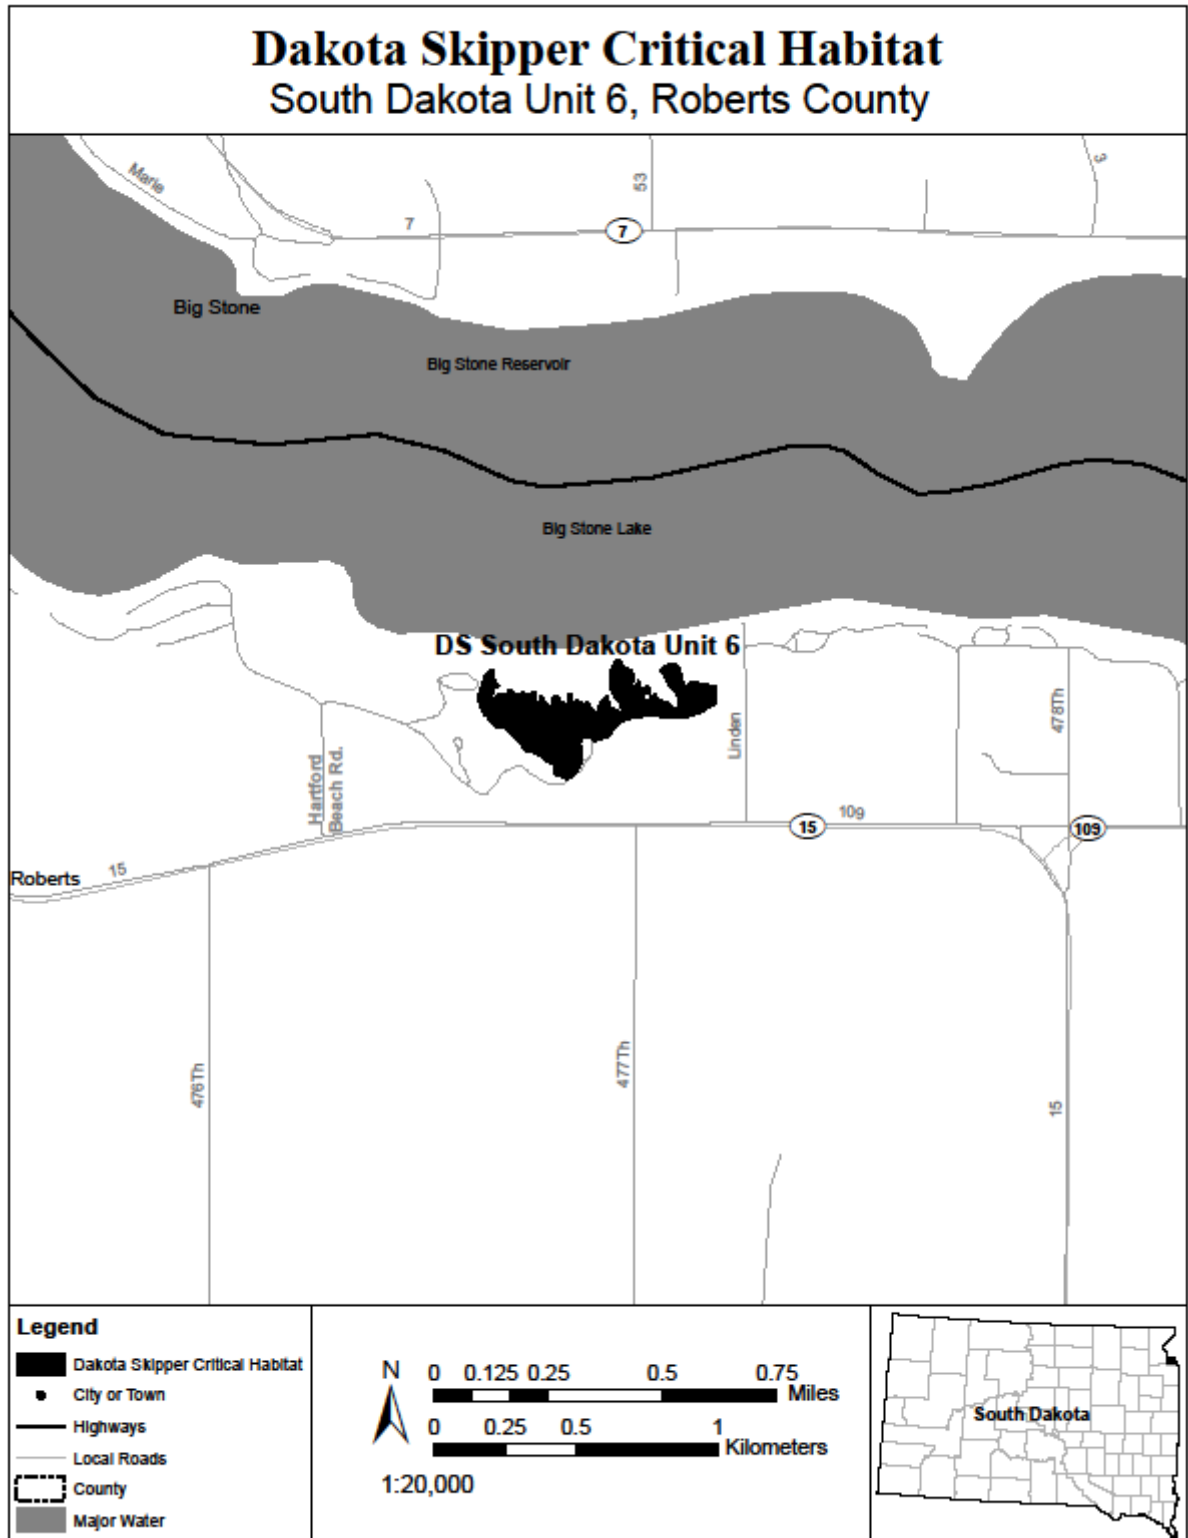 Dakota Skipper Critical Habitat
South Dakota Unit 6, Roberts County
Marie
7
53
7
3
Big Stone
Big Stone Reservoir
Big Stone Lake
DS South Dakota Unit 6
Linden
478Th
Hartford
Beach Rd.
109
15
109
Roberts
15
476Th
477Th
15
Legend
Dakota Skipper Critical Habitat
City or Town
Highways
Local Roads
County
Major Water
N
0 0.125 0.25 0.5 0.75
Miles
0 0.25 0.5 1
Kilometers
1:20,000
South Dakota